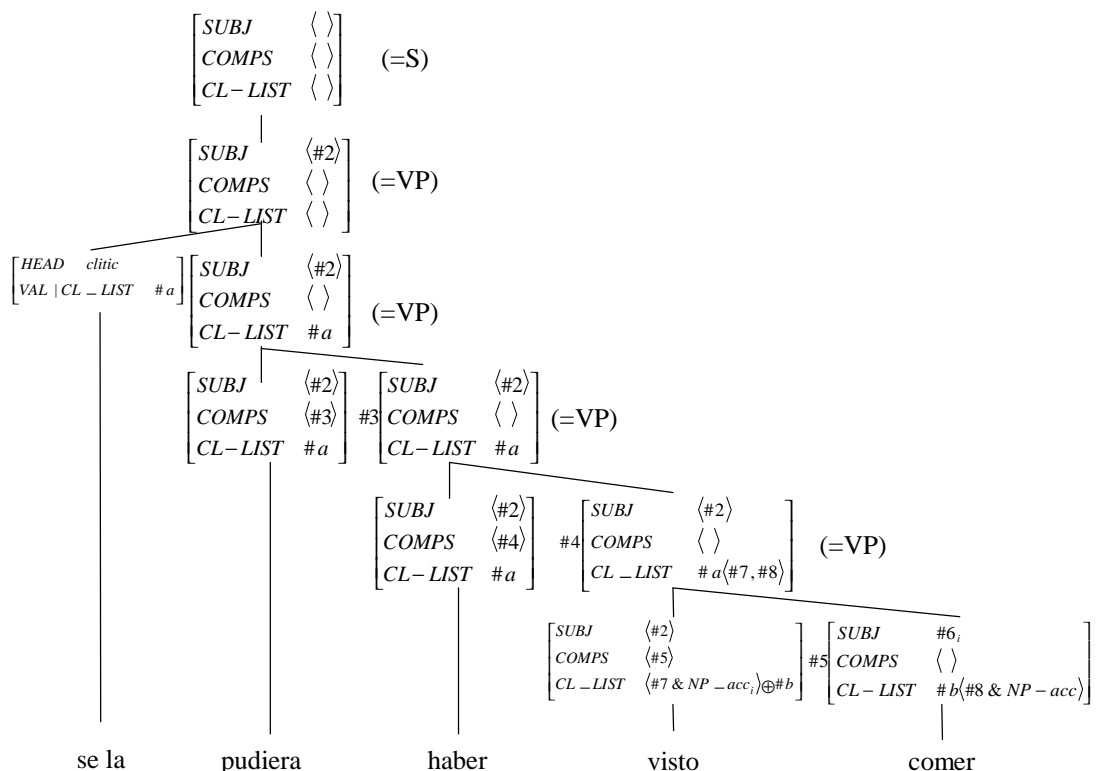 SUBJ ⟨ ⟩
COMPS ⟨ ⟩ (=S)
CL−LIST ⟨ ⟩
SUBJ ⟨#2⟩
COMPS ⟨ ⟩ (=VP)
CL−LIST ⟨ ⟩
HEAD clitic
VAL | CL _ LIST # a
SUBJ ⟨#2⟩
COMPS ⟨ ⟩ (=VP)
CL−LIST # a
SUBJ ⟨#2⟩
COMPS ⟨#3⟩
CL−LIST # a
#3
SUBJ ⟨#2⟩
COMPS ⟨ ⟩ (=VP)
CL−LIST # a
SUBJ ⟨#2⟩
COMPS ⟨#4⟩
CL−LIST # a
#4
SUBJ ⟨#2⟩
COMPS ⟨ ⟩ (=VP)
CL _ LIST # a⟨#7, #8⟩
SUBJ ⟨#2⟩
COMPS ⟨#5⟩
CL _ LIST ⟨#7 & NP _ acc i⟩⊕#b
#5
SUBJ #6 i
COMPS ⟨ ⟩
CL−LIST # b⟨#8 & NP − acc⟩
se la pudiera haber visto comer